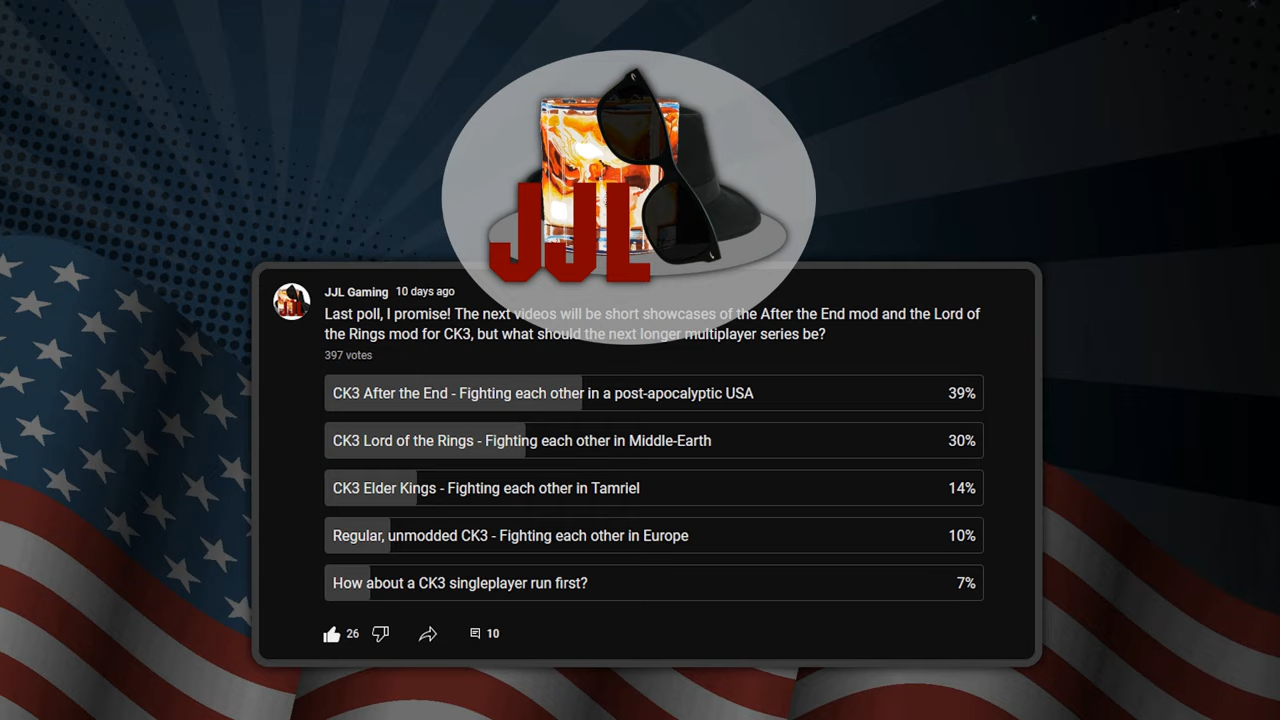 JJL
JJL Gaming 10 days ago
Last poll, I promise! The next videos will be short showcases of the After the End mod and the Lord of
the Rings mod for CK3, but what should the next longer multiplayer series be?
397 votes
CK3 After the End - Fighting each other in a post-apocalyptic USA 39%
CK3 Lord of the Rings - Fighting each other in Middle-Earth 30%
CK3 Elder Kings - Fighting each other in Tamriel 14%
Regular, unmodded CK3 - Fighting each other in Europe 10%
How about a CK3 singleplayer run first? 7%
26 10